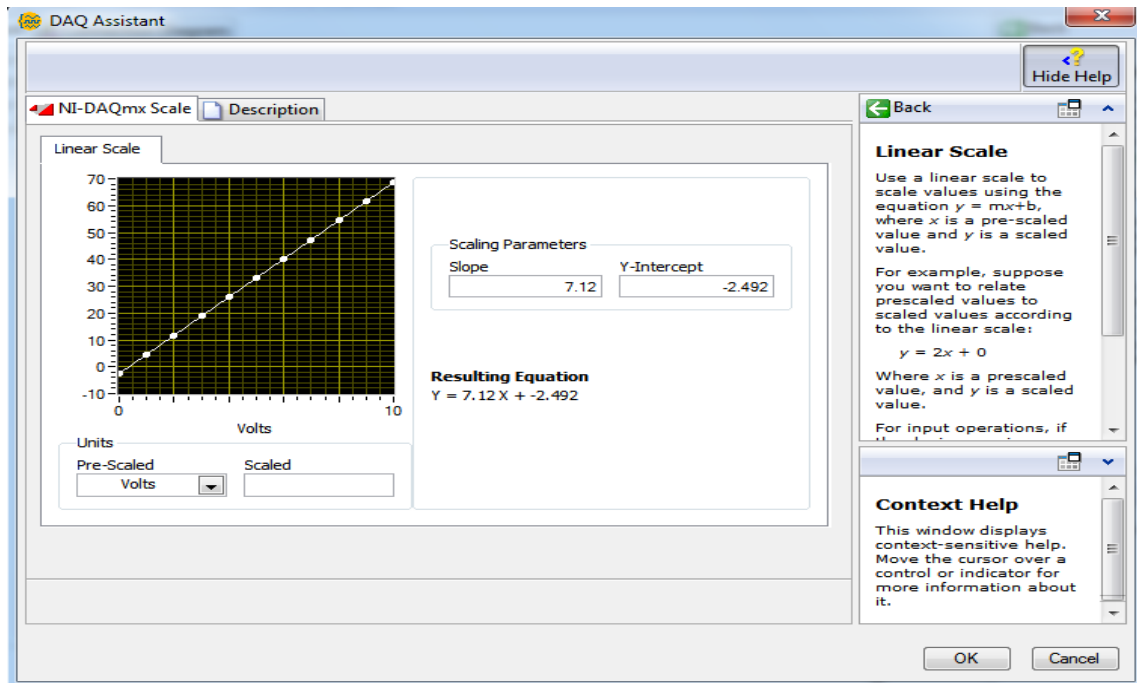 DAQ Assistant
Hide Help
NI-DAQmx Scale
Description
Linear Scale
70
60
50
40
30
20
10
0
-10
0
10
Volts
Units
Pre-Scaled
Scaled
Volts
Scaling Parameters
Slope
Y-Intercept
7.12
-2.492
Resulting Equation
Y = 7.12 X + -2.492
Back
Linear Scale
Use a linear scale to
scale values using the
equation y = mx+b,
where x is a pre-scaled
value and y is a scaled
value.
For example, suppose
you want to relate
prescaled values to
scaled values according
to the linear scale:
y = 2x + 0
Where x is a prescaled
value, and y is a scaled
value.
For input operations, if
Context Help
This window displays
context-sensitive help.
Move the cursor over a
control or indicator for
more information about
it.
OK
Cancel